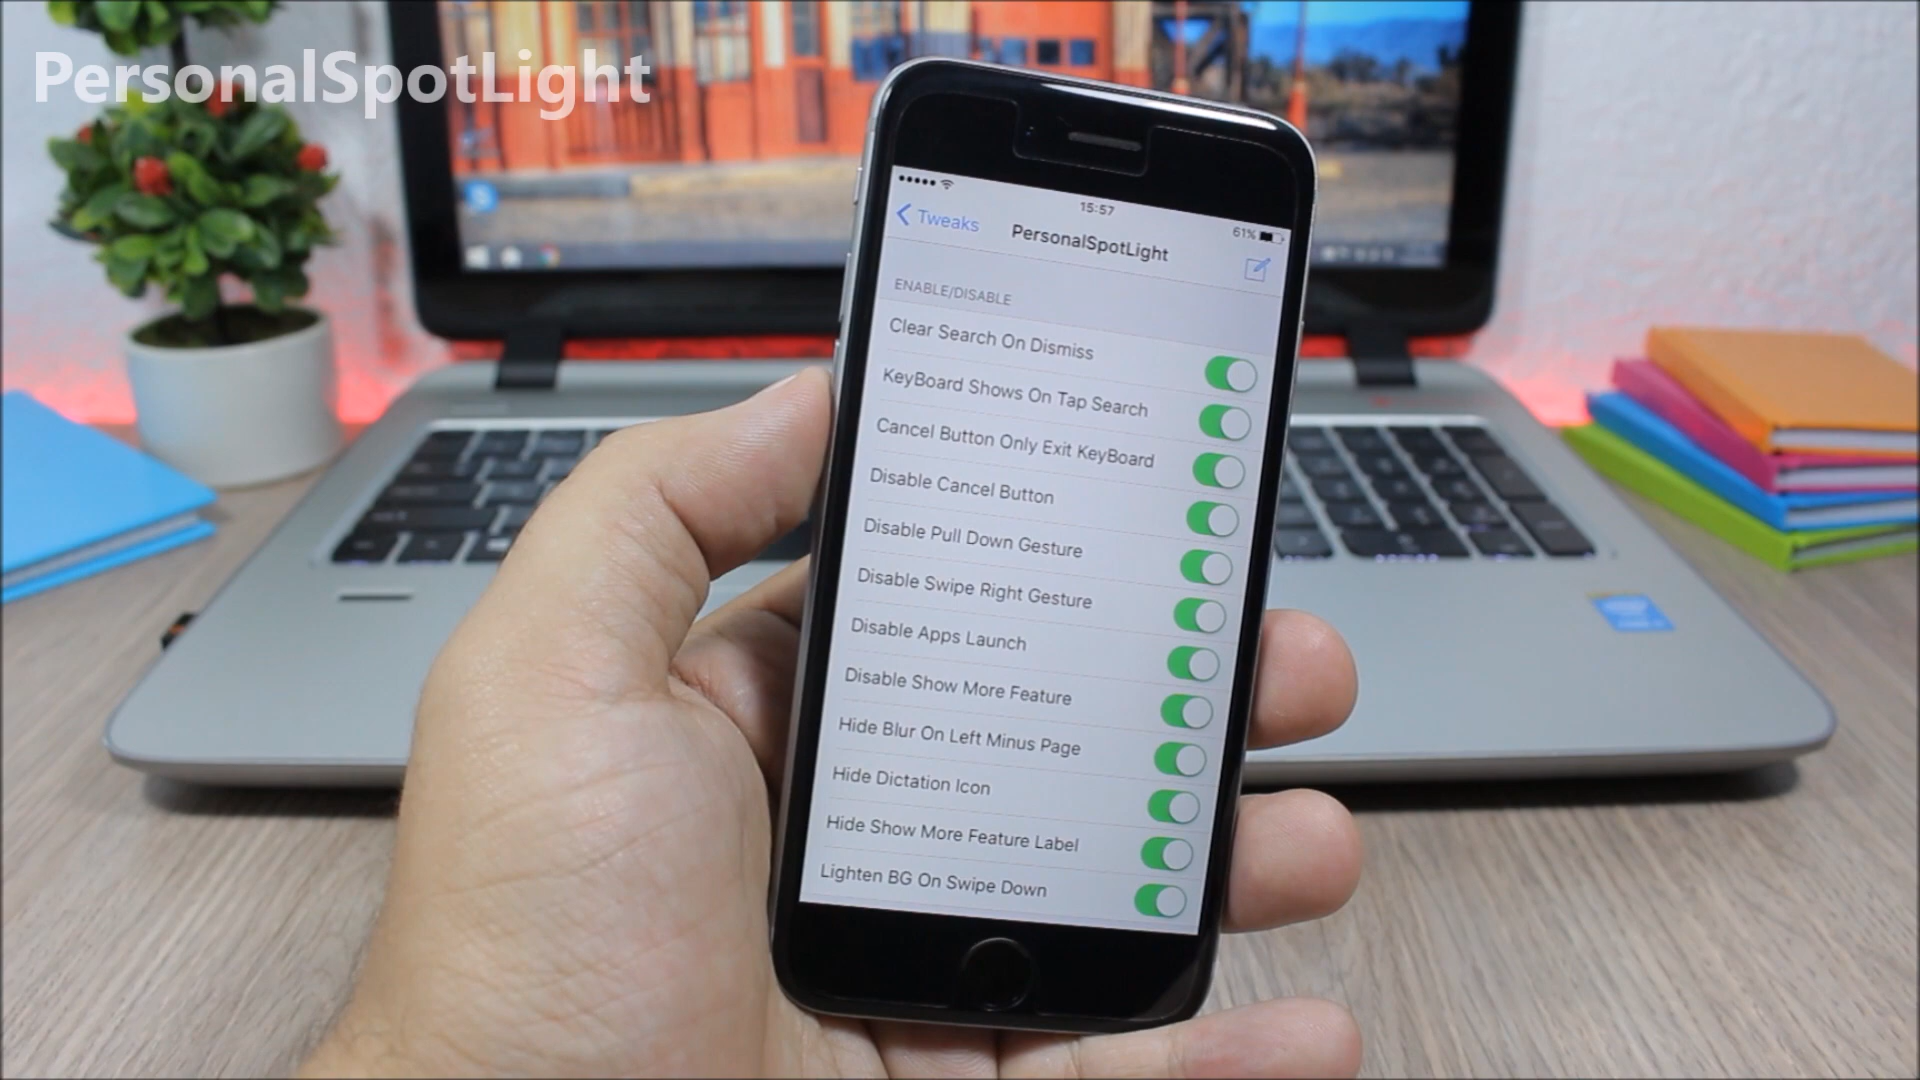 PersonalSpotLight
15:57
61%
Tweaks
PersonalSpotLight
ENABLE/DISABLE
Clear Search On Dismiss
KeyBoard Shows On Tap Search
Cancel Button Only Exit KeyBoard
Disable Cancel Button
Disable Pull Down Gesture
Disable Swipe Right Gesture
Disable Apps Launch
Disable Show More Feature
Hide Blur On Left Minus Page
Hide Dictation Icon
Hide Show More Feature Label
Lighten BG On Swipe Down